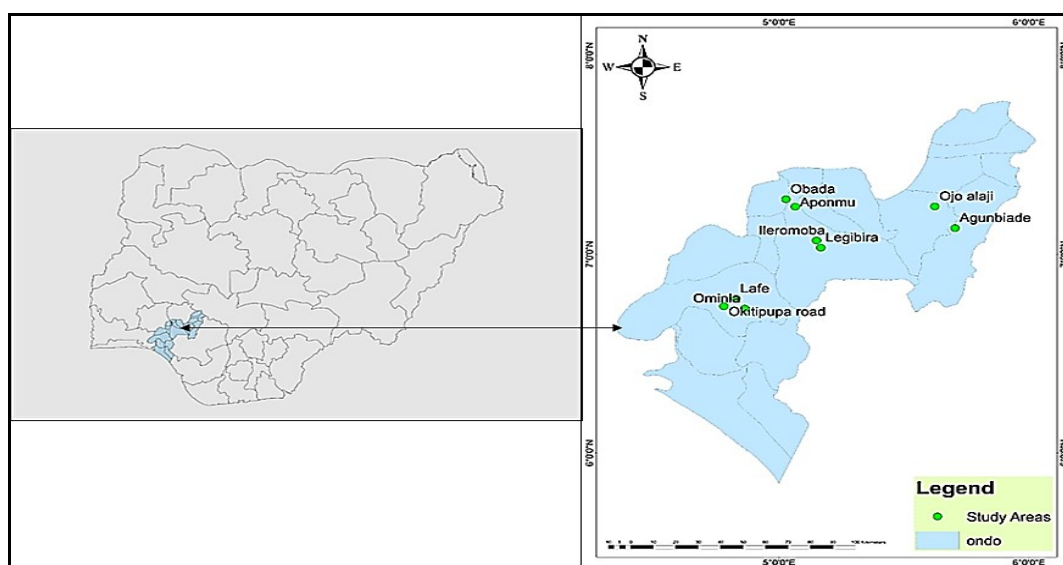 5°0'0"E 6°0'0"E
8°0'0"N
N
W E
S
Obada
Aponmu
Ojo alaji
Agunbiade
Ileromoba
Legibira
7°0'0"N
Lafe
Ominla
Okitipupa road
6°0'0"N
Legend
Study Areas
ondo
5°0'0"E 6°0'0"E